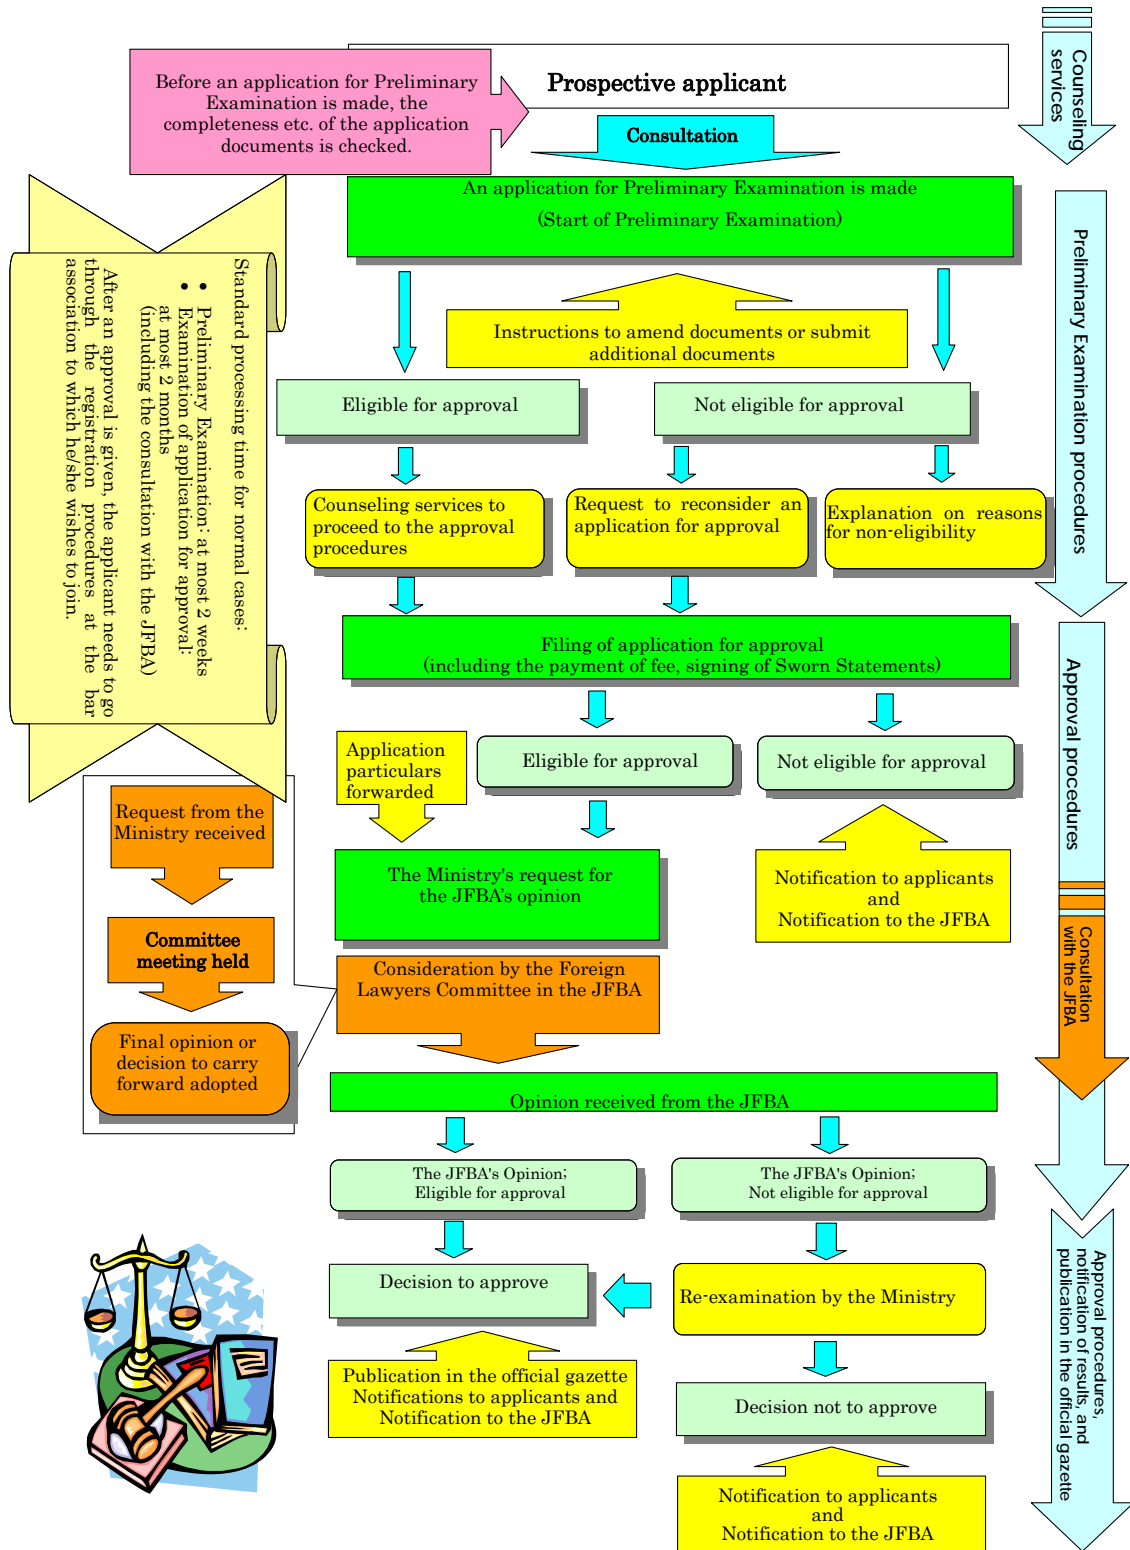 Before an application for Preliminary
Examination is made, the
completeness etc. of the application
documents is checked.
Prospective applicant
Consultation
Counseling
services
An application for Preliminary Examination is made
(Start of Preliminary Examination)
Instructions to amend documents or submit
additional documents
Preliminary Examination procedures
Standard processing time for normal cases:
• Preliminary Examination: at most 2 weeks
• Examination of application for approval:
at most 2 months
(including the consultation with the JFBA)
After an approval is given, the applicant needs to go
through the registration procedures at the bar
association to which he/she wishes to join.
Eligible for approval
Not eligible for approval
Counseling services to
proceed to the approval
procedures
Request to reconsider an
application for approval
Explanation on reasons
for non-eligibility
Filing of application for approval
(including the payment of fee, signing of Sworn Statements)
Approval procedures
Application
particulars
forwarded
Eligible for approval
Not eligible for approval
Request from the
Ministry received
The Ministry's request for
the JFBA's opinion
Notification to applicants
and
Notification to the JFBA
Committee
meeting held
Consideration by the Foreign
Lawyers Committee in the JFBA
Consultation
with the JFBA
Final opinion or
decision to carry
forward adopted
Opinion received from the JFBA
The JFBA's Opinion;
Eligible for approval
The JFBA's Opinion;
Not eligible for approval
Decision to approve
Re-examination by the Ministry
Approval procedures,
notification of results, and
publication in the official gazette
Publication in the official gazette
Notifications to applicants and
Notification to the JFBA
Decision not to approve
Notification to applicants
and
Notification to the JFBA